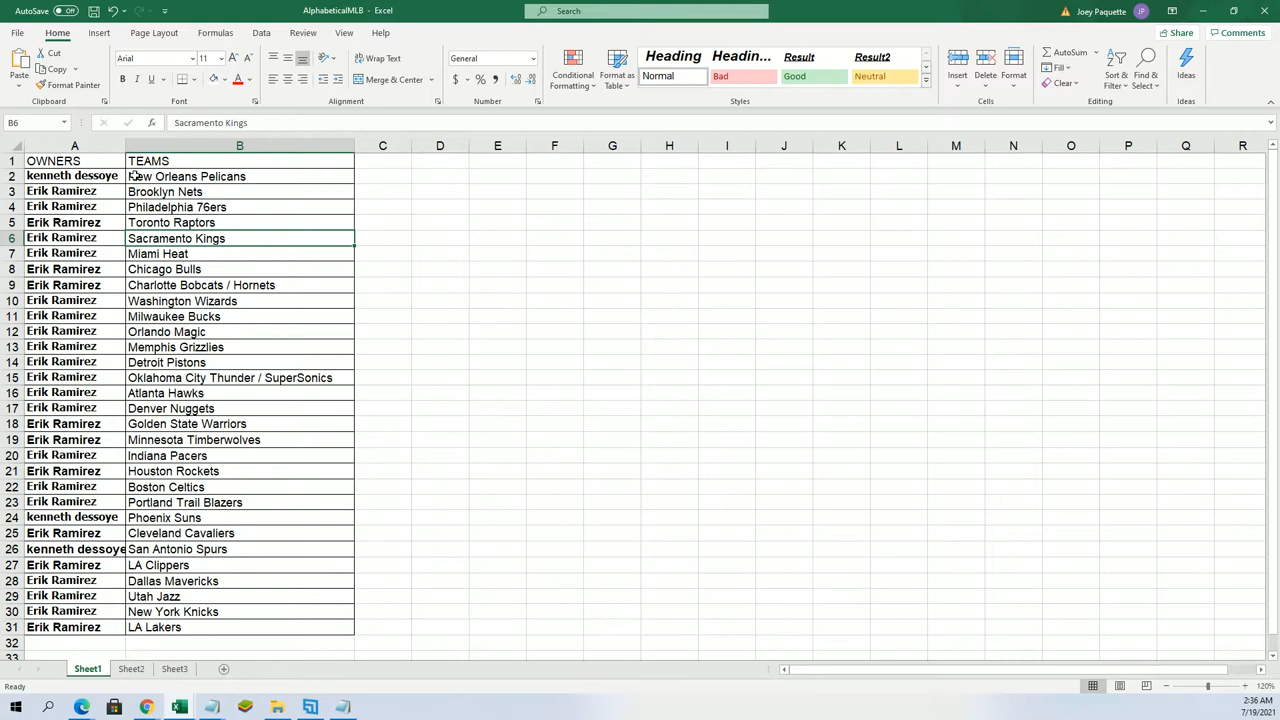 AutoSave Off
AlphabeticalMLB - Excel
Search
Joey Paquette JP
File Home Insert Page Layout Formulas Data Review View Help
Share Comments
Paste
Cut
Copy
Format Painter
Clipboard
Arial 11
B I U
Font
Wrap Text
Merge & Center
Alignment
General
$ % ,
Number
Conditional Formatting
Format as Table
Heading Headin... Result Result2
Normal Bad Good Neutral
Styles
Insert Delete Format
Cells
AutoSum
Fill
Clear
Sort & Filter
Find & Select
Editing
Ideas
Ideas
B6 fx Sacramento Kings
A B C D E F G H I J K L M N O P Q R
1 OWNERS TEAMS
2 kenneth dessoye New Orleans Pelicans
3 Erik Ramirez Brooklyn Nets
4 Erik Ramirez Philadelphia 76ers
5 Erik Ramirez Toronto Raptors
6 Erik Ramirez Sacramento Kings
7 Erik Ramirez Miami Heat
8 Erik Ramirez Chicago Bulls
9 Erik Ramirez Charlotte Bobcats / Hornets
10 Erik Ramirez Washington Wizards
11 Erik Ramirez Milwaukee Bucks
12 Erik Ramirez Orlando Magic
13 Erik Ramirez Memphis Grizzlies
14 Erik Ramirez Detroit Pistons
15 Erik Ramirez Oklahoma City Thunder / SuperSonics
16 Erik Ramirez Atlanta Hawks
17 Erik Ramirez Denver Nuggets
18 Erik Ramirez Golden State Warriors
19 Erik Ramirez Minnesota Timberwolves
20 Erik Ramirez Indiana Pacers
21 Erik Ramirez Houston Rockets
22 Erik Ramirez Boston Celtics
23 Erik Ramirez Portland Trail Blazers
24 kenneth dessoye Phoenix Suns
25 Erik Ramirez Cleveland Cavaliers
26 kenneth dessoye San Antonio Spurs
27 Erik Ramirez LA Clippers
28 Erik Ramirez Dallas Mavericks
29 Erik Ramirez Utah Jazz
30 Erik Ramirez New York Knicks
31 Erik Ramirez LA Lakers
32
33
Sheet1 Sheet2 Sheet3
Ready
120%
2:36 AM
7/19/2021